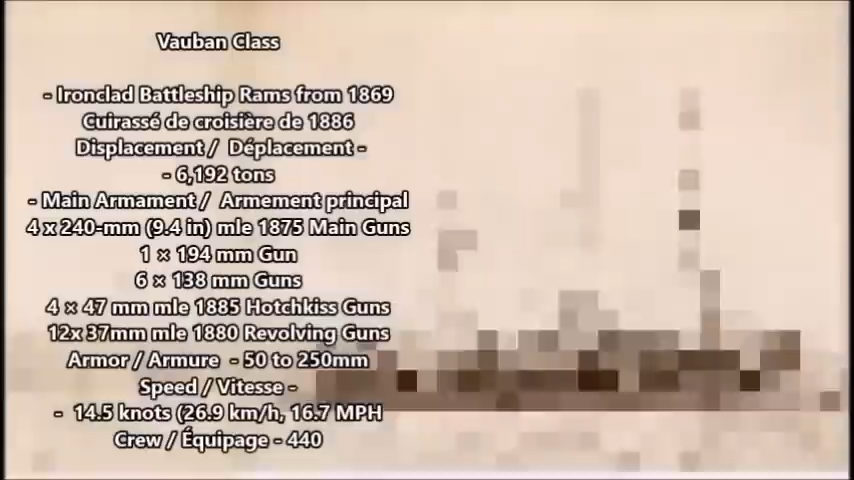 Vauban Class
- Ironclad Battleship Rams from 1869
Cuirassé de croisière de 1886
Displacement / Déplacement -
- 6,192 tons
- Main Armament / Armement principal
4 x 240-mm (9.4 in) mle 1875 Main Guns
1 × 194 mm Gun
6 × 138 mm Guns
4 × 47 mm mle 1885 Hotchkiss Guns
12x 37mm mle 1880 Revolving Guns
Armor / Armure - 50 to 250mm
Speed / Vitesse -
- 14.5 knots (26.9 km/h, 16.7 MPH
Crew / Équipage - 440